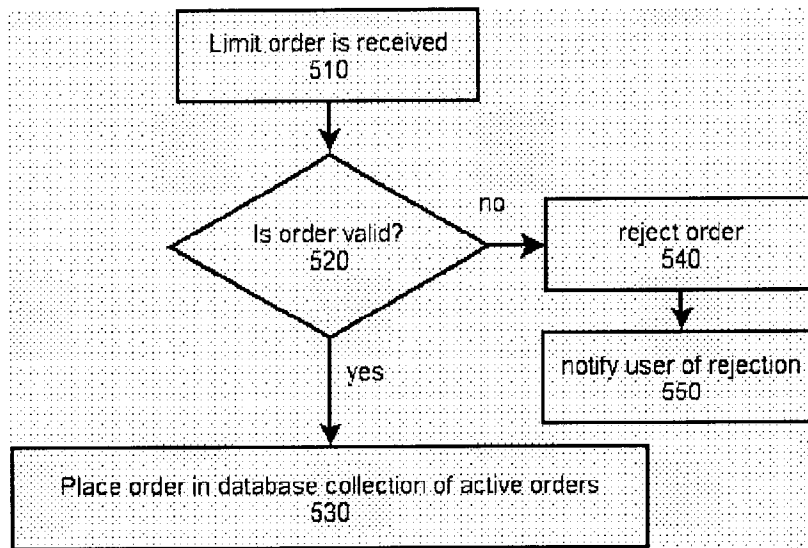 Limit order is received
510
Is order valid?
520
no
reject order
540
notify user of rejection
550
yes
Place order in database collection of active orders
530